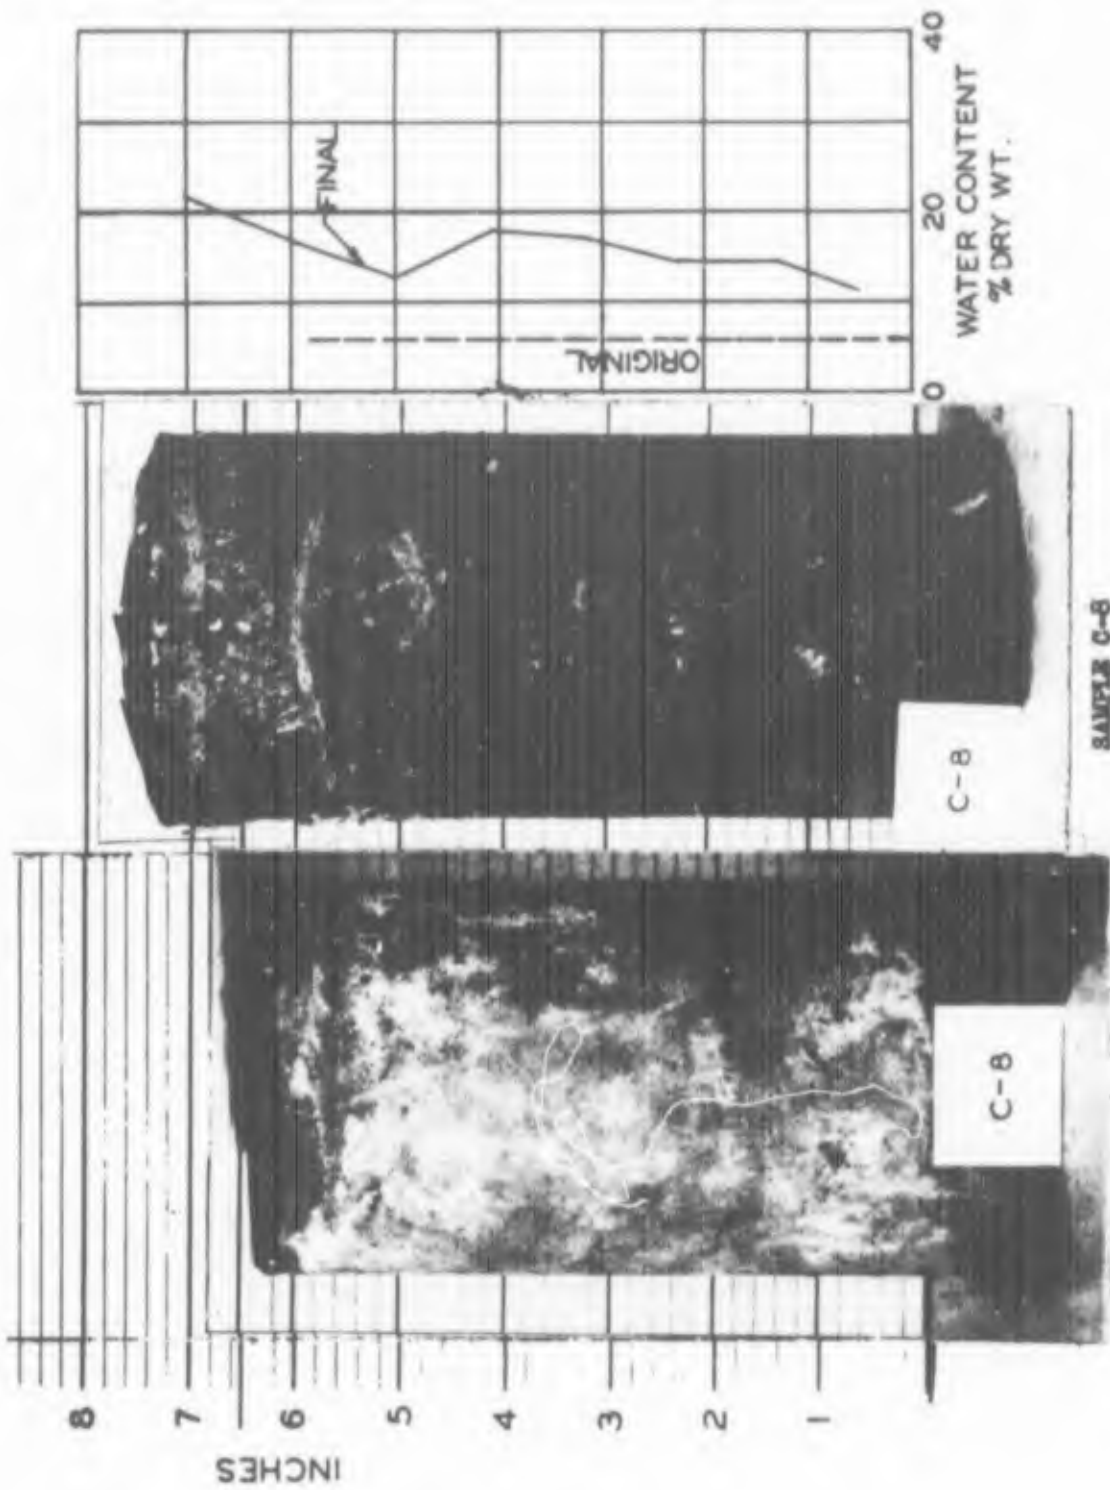 40
20
0
WATER CONTENT
% DRY WT.
FINAL
ORIGINAL
C-8
C-8
SAMPLE C-8
8
7
6
5
4
3
2
1
INCHES